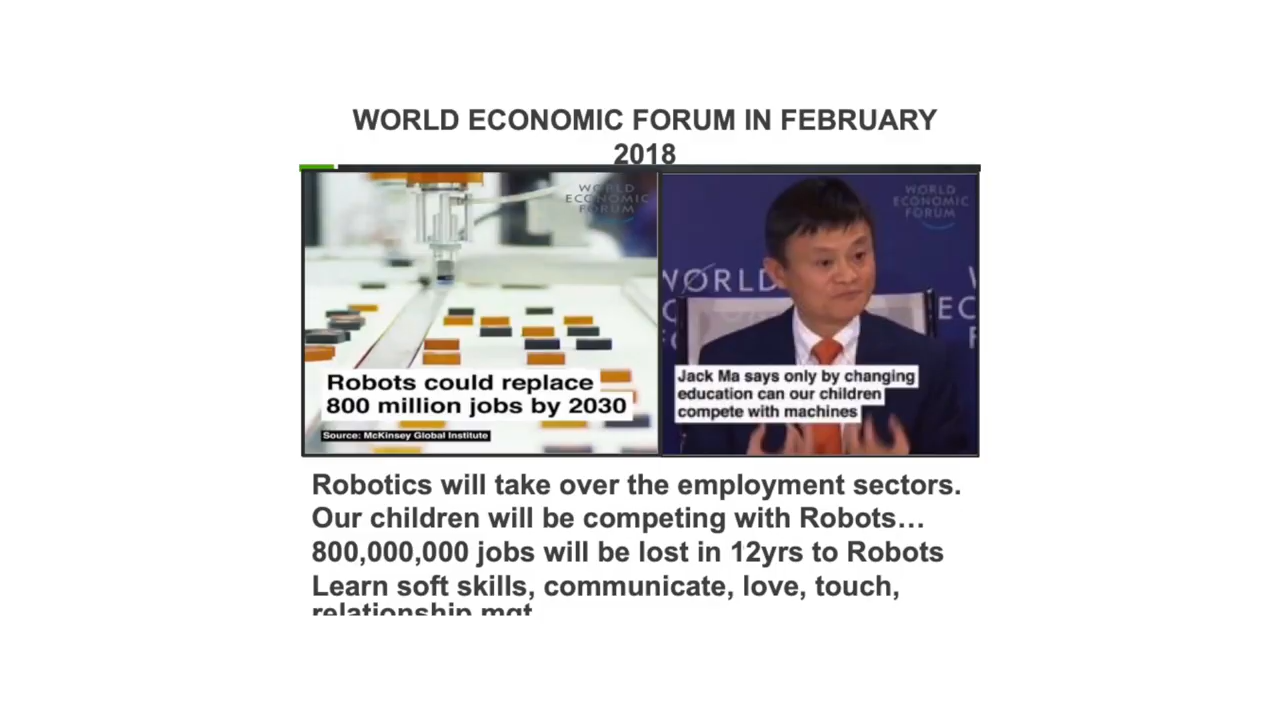 WORLD ECONOMIC FORUM IN FEBRUARY
2018
WORLD
ECONOMIC
FORUM
Robots could replace
800 million jobs by 2030
Source: McKinsey Global Institute
WORLD
ECONOMIC
FORUM
WORLD
EC
Jack Ma says only by changing
education can our children
compete with machines
Robotics will take over the employment sectors.
Our children will be competing with Robots...
800,000,000 jobs will be lost in 12yrs to Robots
Learn soft skills, communicate, love, touch,
relationship mgt